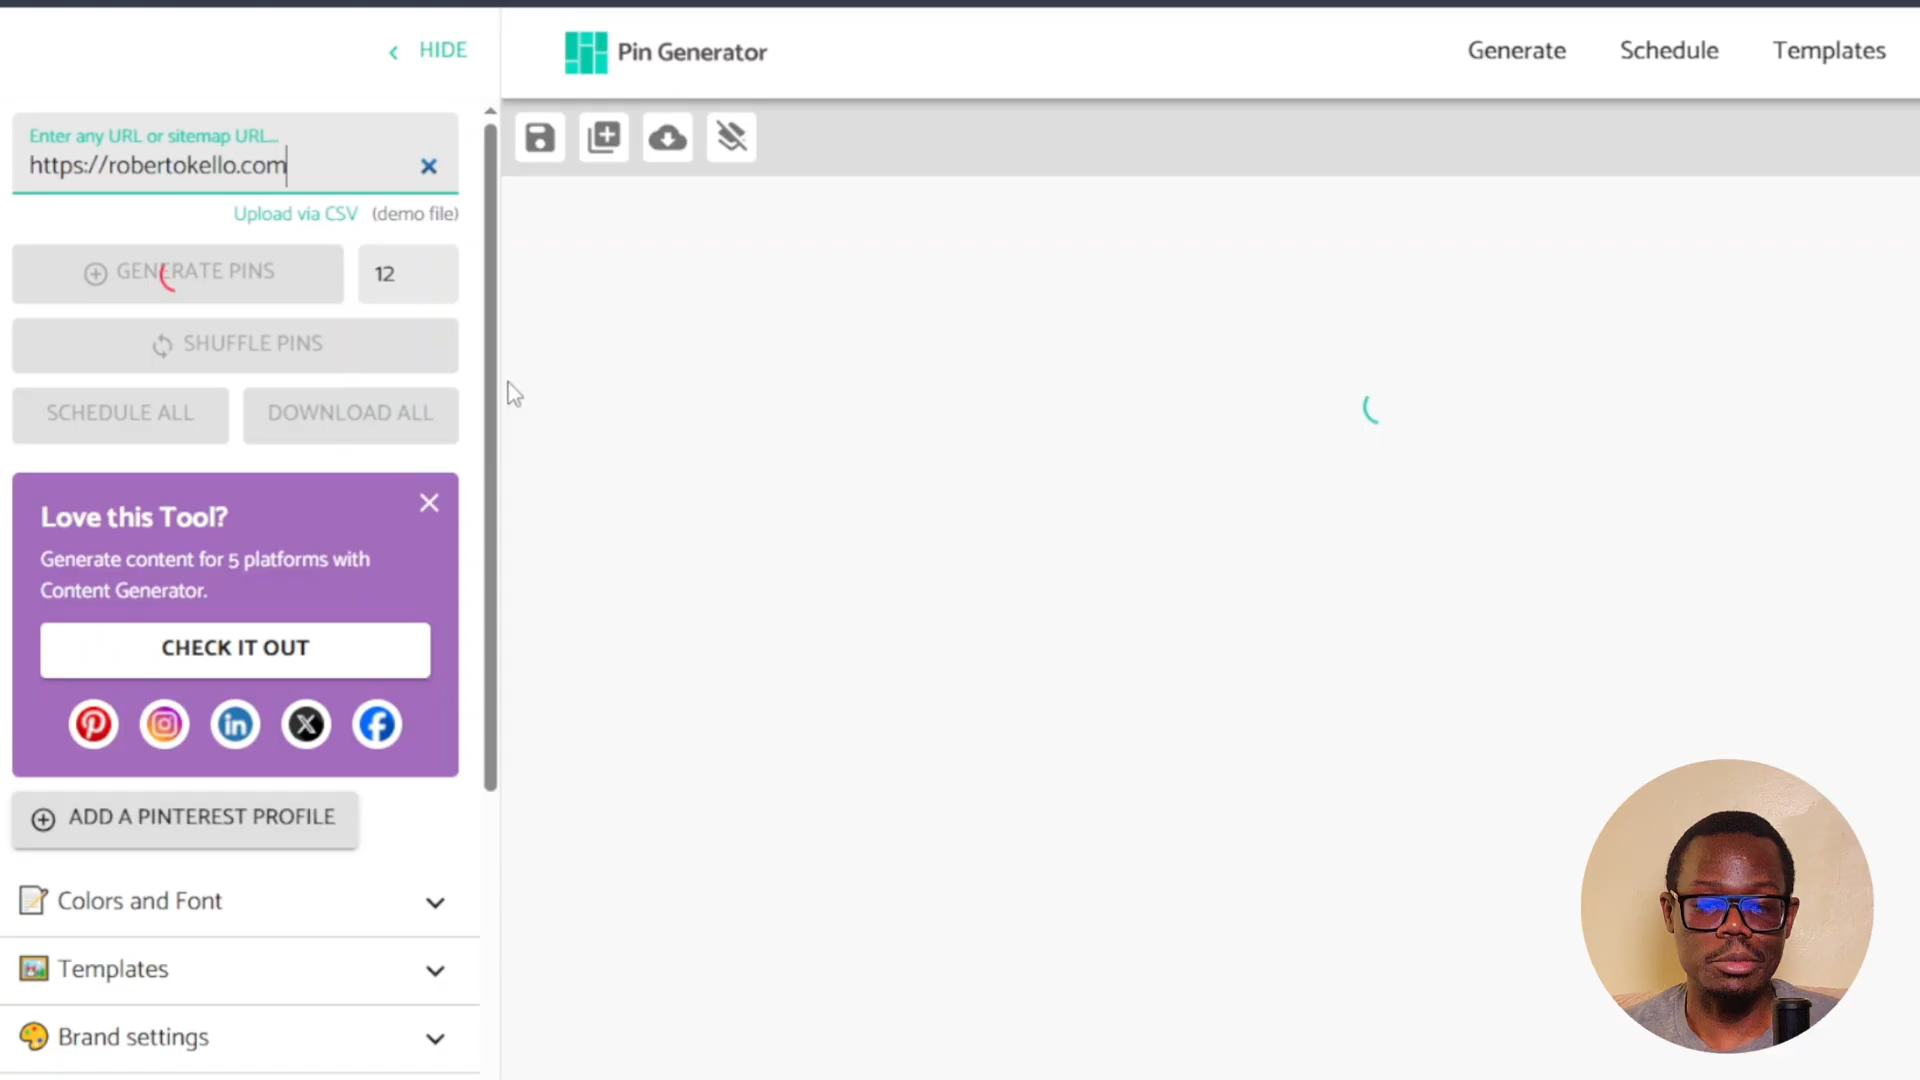 HIDE
Pin Generator
Generate
Schedule
Templates
Enter any URL or sitemap URL...
https://robertokello.com
Upload via CSV (demo file)
GENERATE PINS
12
SHUFFLE PINS
SCHEDULE ALL
DOWNLOAD ALL
Love this Tool?
Generate content for 5 platforms with
Content Generator.
CHECK IT OUT
ADD A PINTEREST PROFILE
Colors and Font
Templates
Brand settings